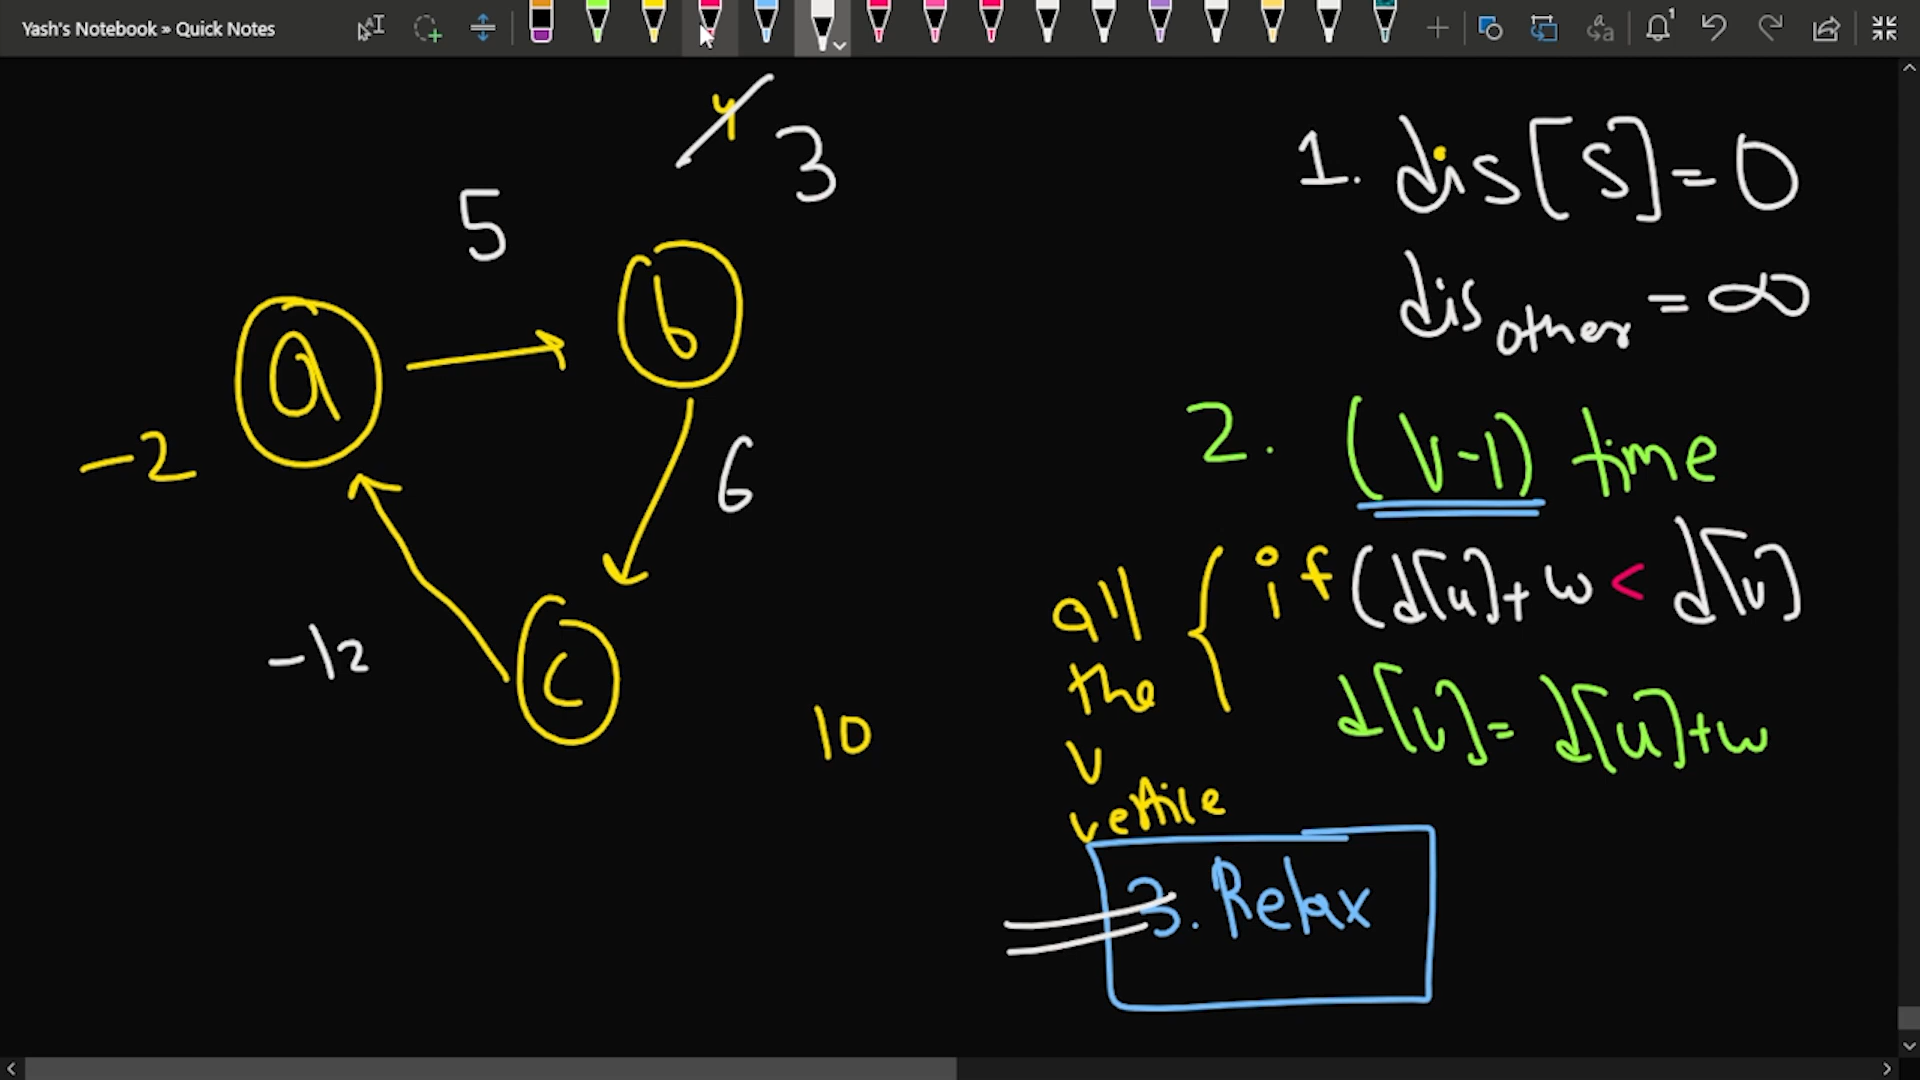 Yash's Notebook » Quick Notes
4
3
5
a
b
-2
6
-12
c
10
1. dis[S]=0
dis other = ∞
2. (V-1) time
all the V vertile
if (d[u]+w < d[v]
d[v]= d[u]+w
3. Relax